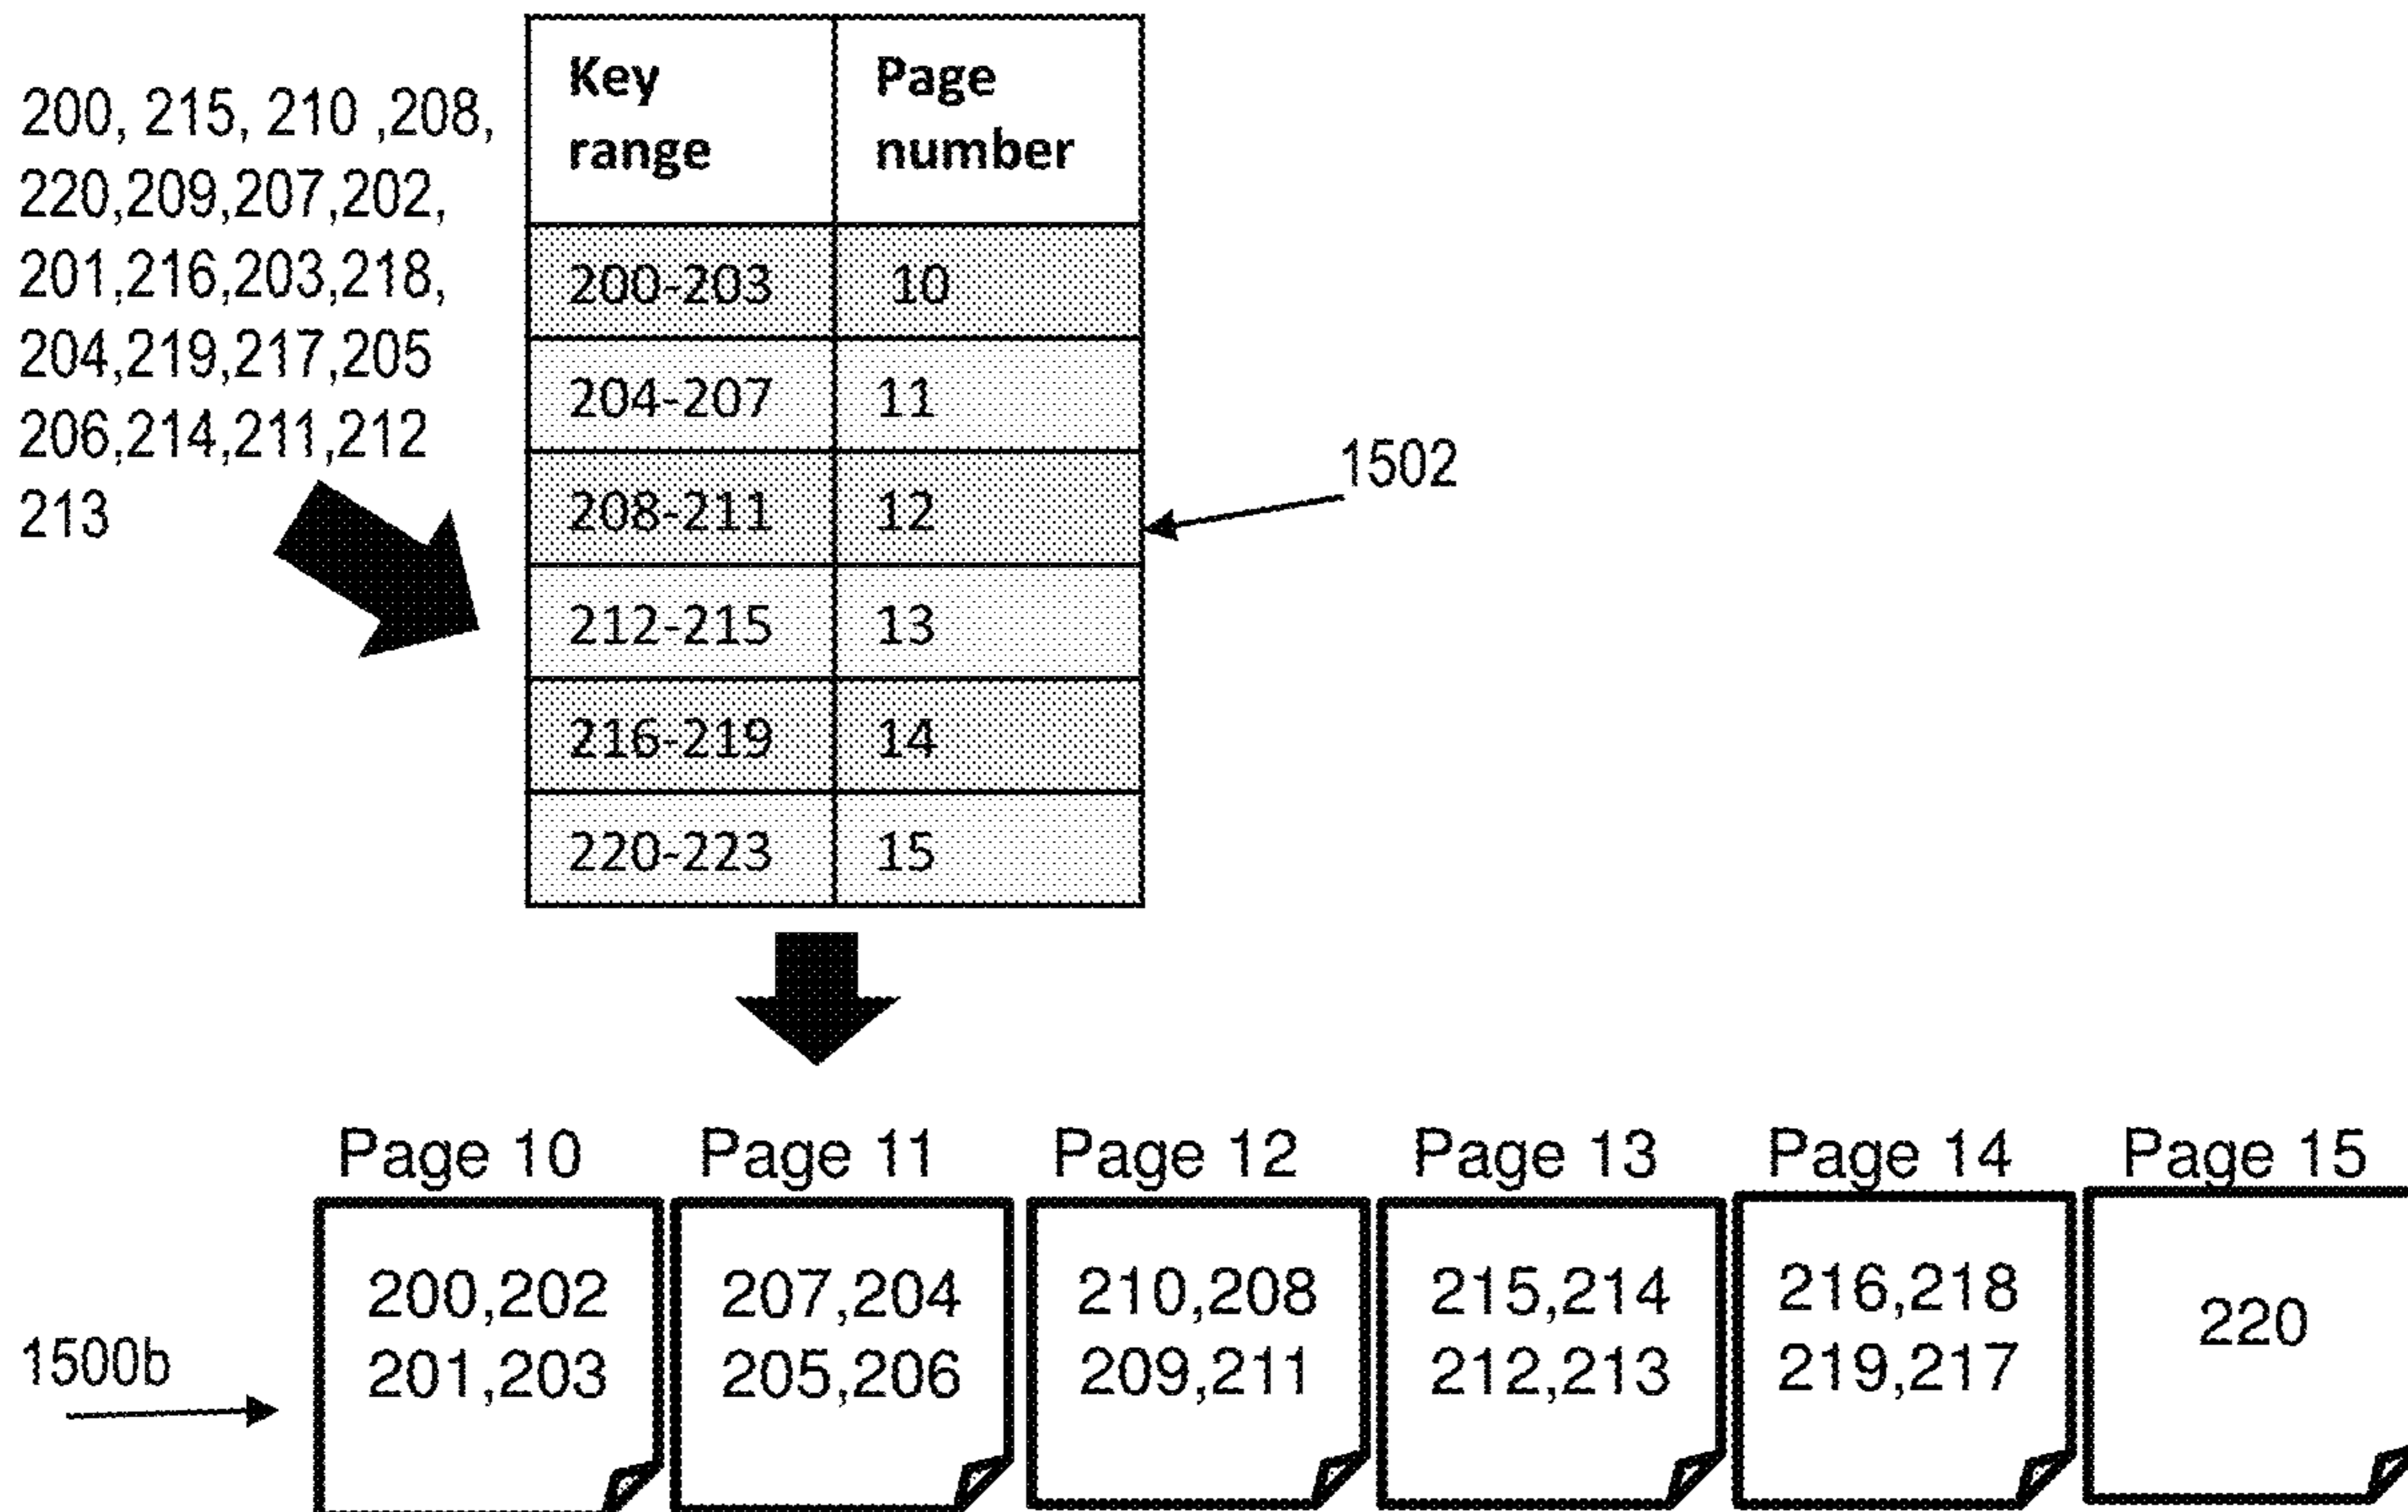 200, 215, 210 ,208,
220,209,207,202,
201,216,203,218,
204,219,217,205
206,214,211,212
213
Key range Page number
200-203 10
204-207 11
208-211 12
212-215 13
216-219 14
220-223 15
1502
Page 10 Page 11 Page 12 Page 13 Page 14 Page 15
200,202 207,204 210,208 215,214 216,218 220
201,203 205,206 209,211 212,213 219,217
1500b